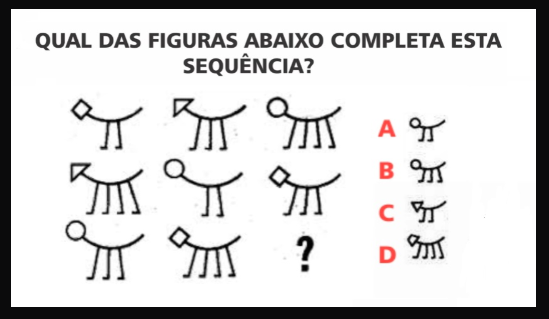 QUAL DAS FIGURAS ABAIXO COMPLETA ESTA
SEQUÊNCIA?
A
B
C
?
D